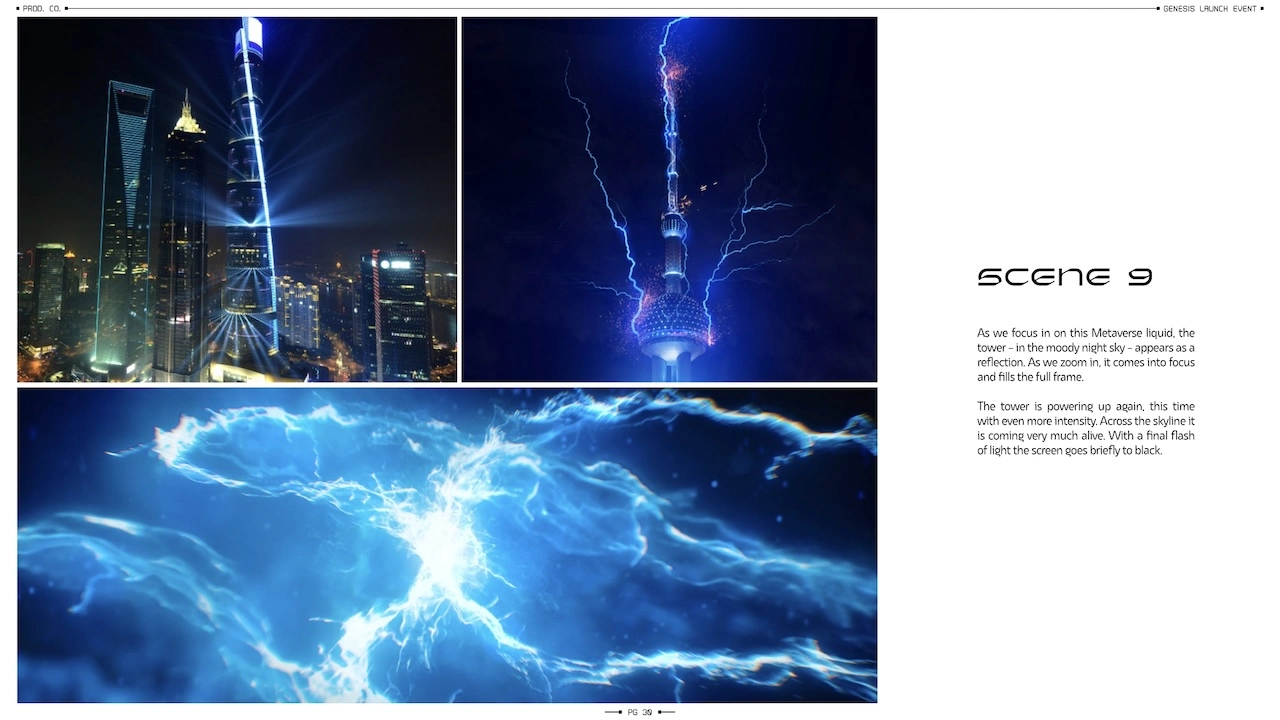 PROD. CO.
GENESIS LAUNCH EVENT
SCENE 9
As we focus in on this Metaverse liquid, the
tower – in the moody night sky – appears as a
reflection. As we zoom in, it comes into focus
and fills the full frame.
The tower is powering up again, this time
with even more intensity. Across the skyline it
is coming very much alive. With a final flash
of light the screen goes briefly to black.
PG 30